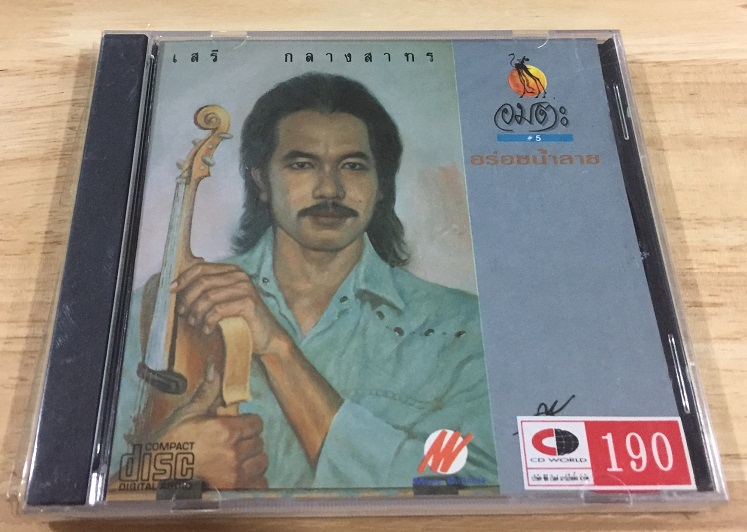 เสรี กลางสาทร
อมตะ
# 5
อร่อยน้ำลาย
COMPACT
disc
DIGITAL AUDIO
CD WORLD
190